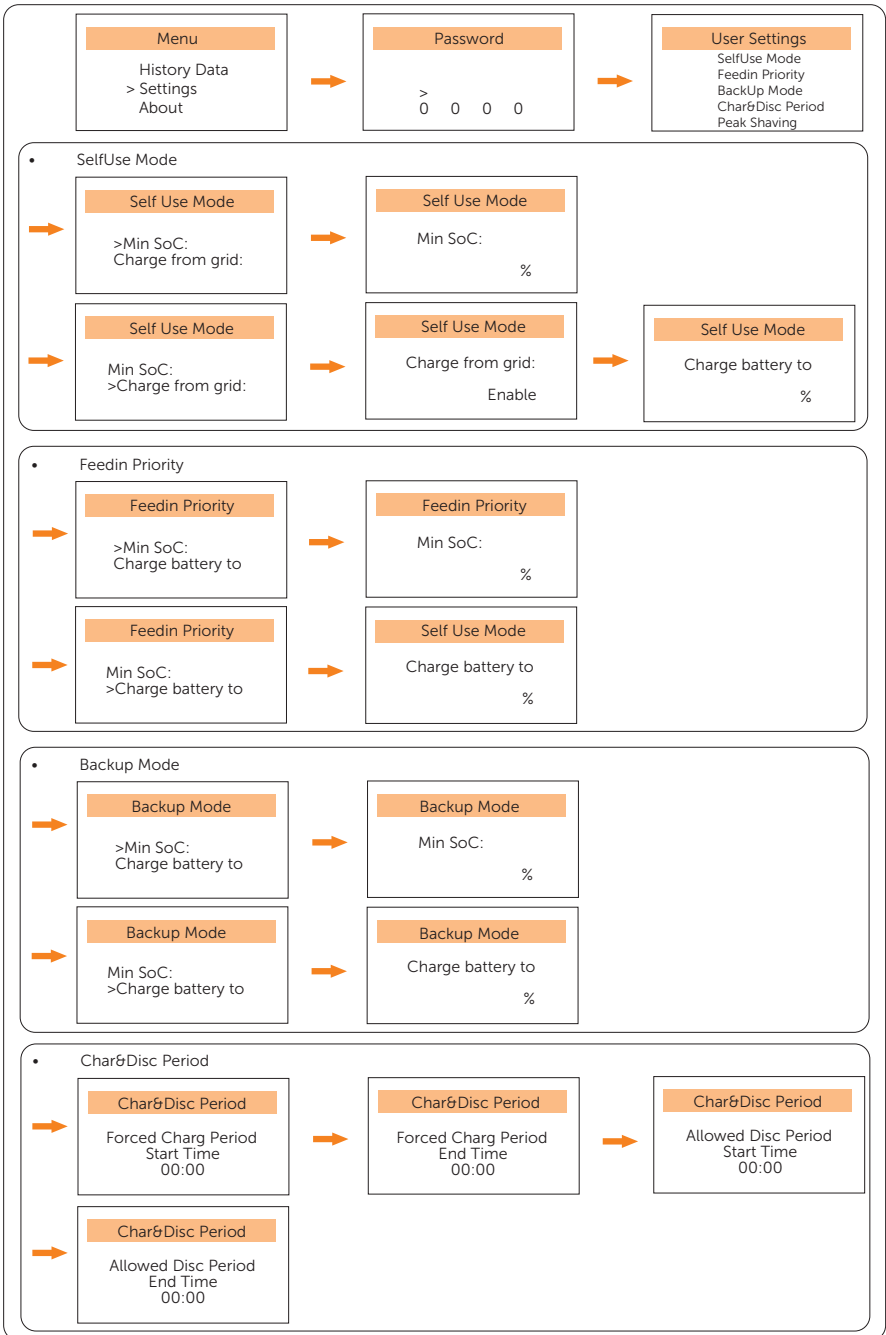 Menu
History Data
> Settings
About
Password
>
0 0 0 0
User Settings
SelfUse Mode
Feedin Priority
BackUp Mode
Char&Disc Period
Peak Shaving
• SelfUse Mode
Self Use Mode
>Min SoC:
Charge from grid:
Self Use Mode
Min SoC:
%
Self Use Mode
Min SoC:
>Charge from grid:
Self Use Mode
Charge from grid:
Enable
Self Use Mode
Charge battery to
%
• Feedin Priority
Feedin Priority
>Min SoC:
Charge battery to
Feedin Priority
Min SoC:
%
Feedin Priority
Min SoC:
>Charge battery to
Self Use Mode
Charge battery to
%
• Backup Mode
Backup Mode
>Min SoC:
Charge battery to
Backup Mode
Min SoC:
%
Backup Mode
Min SoC:
>Charge battery to
Backup Mode
Charge battery to
%
• Char&Disc Period
Char&Disc Period
Forced Charg Period
Start Time
00:00
Char&Disc Period
Forced Charg Period
End Time
00:00
Char&Disc Period
Allowed Disc Period
Start Time
00:00
Char&Disc Period
Allowed Disc Period
End Time
00:00